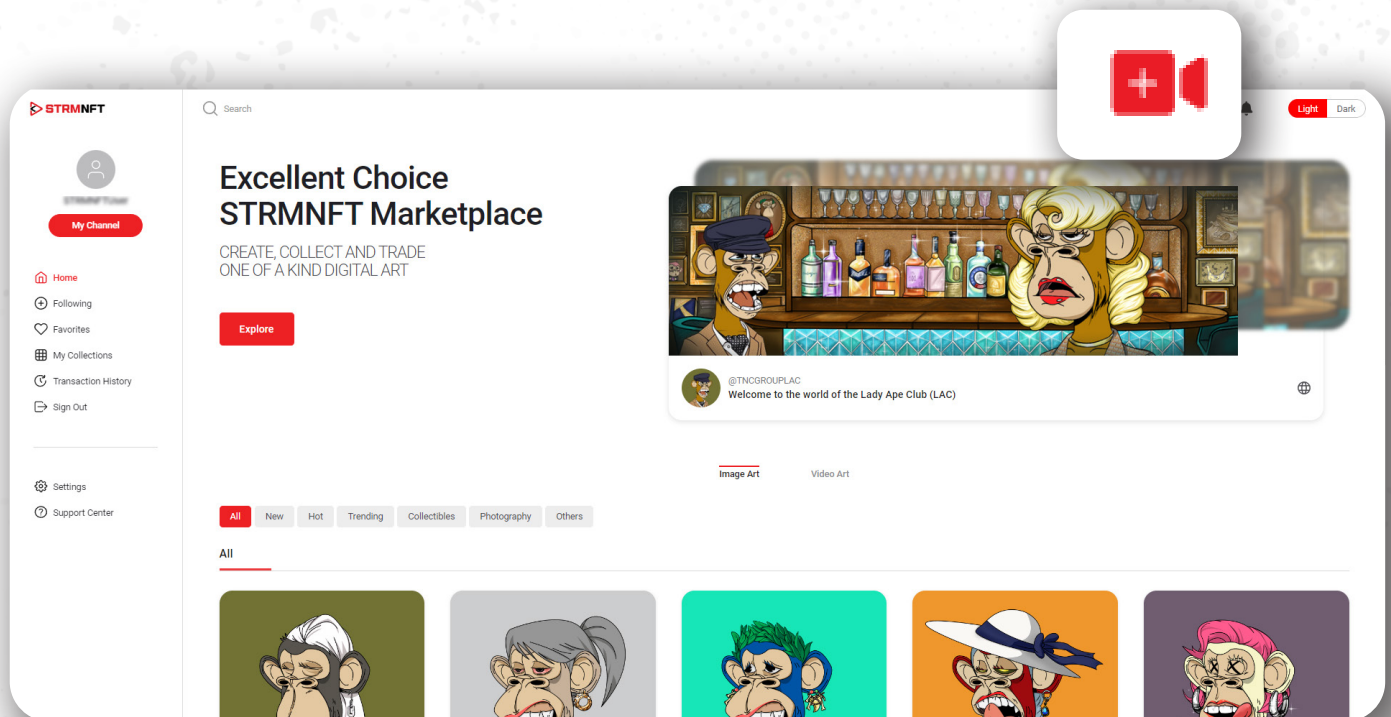 STRMNFT
Search
Light
Dark
My Channel
Home
Following
Favorites
My Collections
Transaction History
Sign Out
Settings
Support Center
Excellent Choice
STRMNFT Marketplace
CREATE, COLLECT AND TRADE
ONE OF A KIND DIGITAL ART
Explore
@TNCGROUPLAC
Welcome to the world of the Lady Ape Club (LAC)
Image Art
Video Art
All
New
Hot
Trending
Collectibles
Photography
Others
All